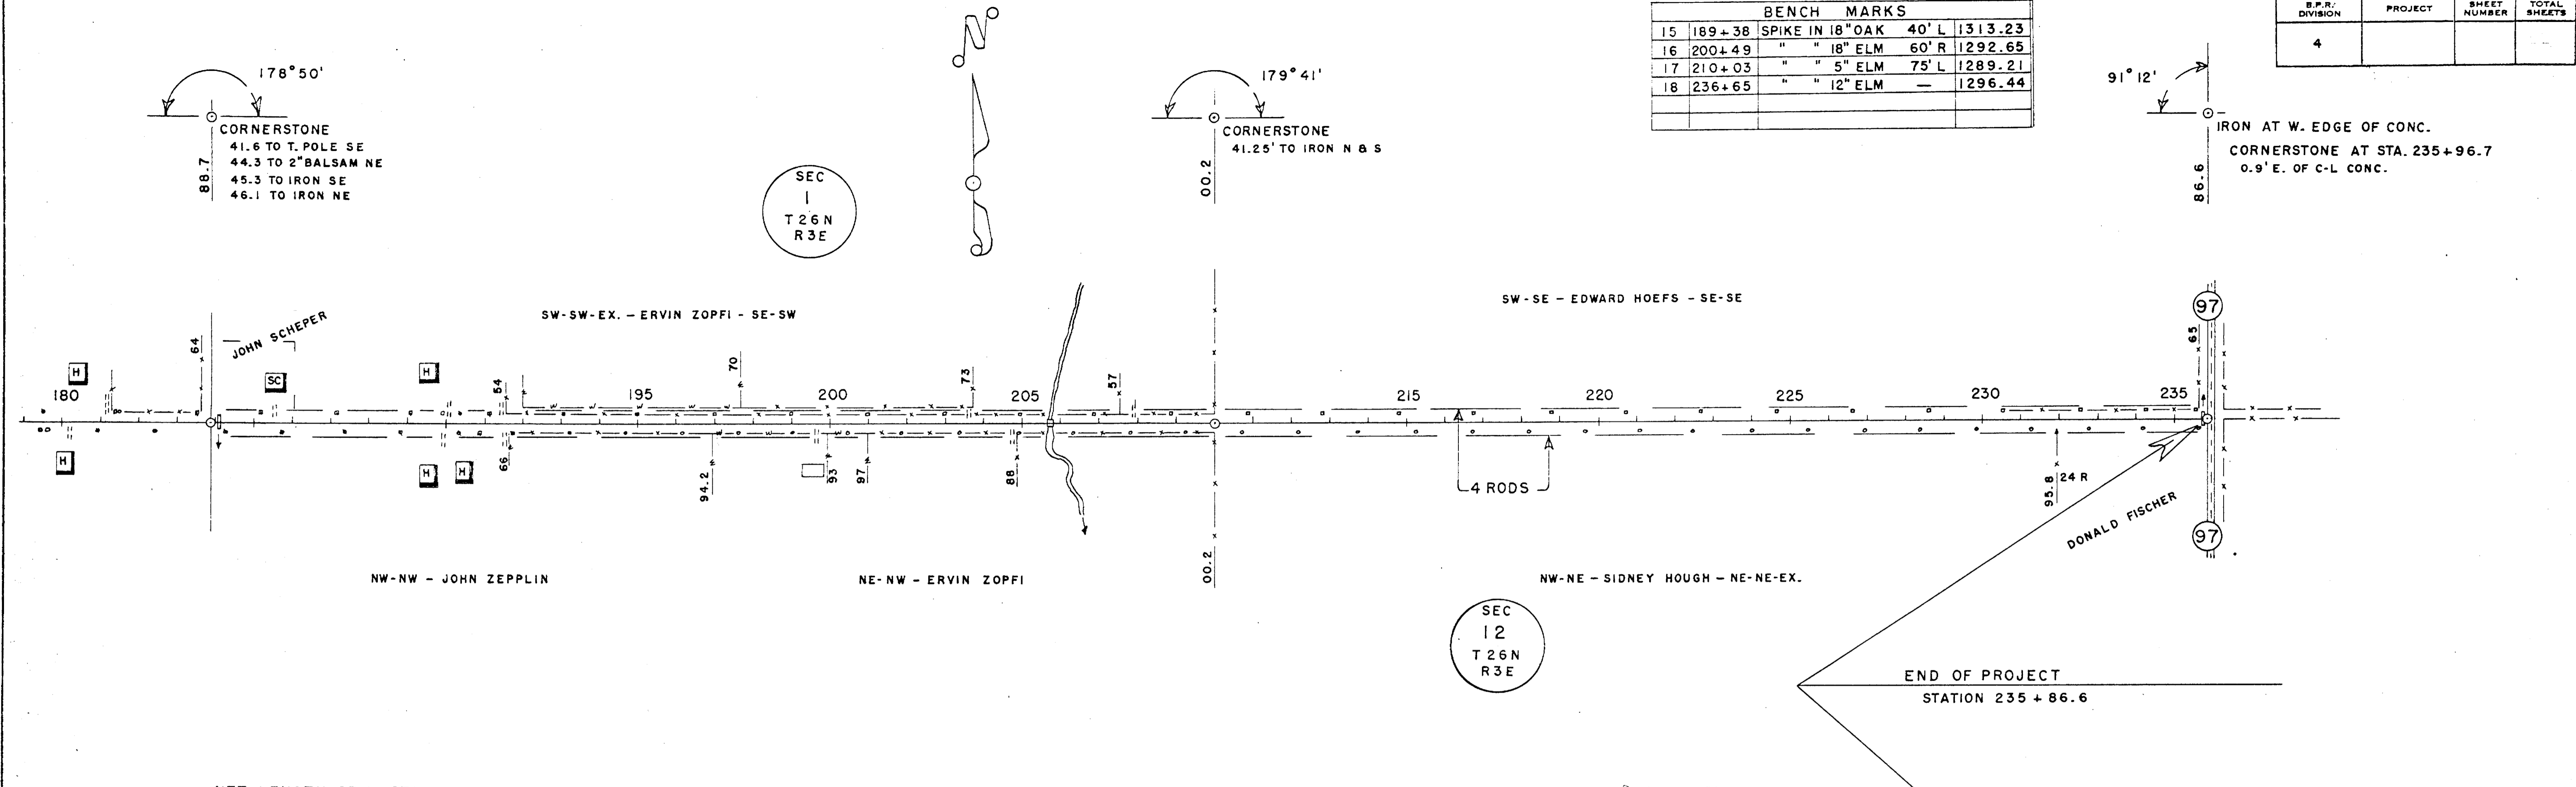 BENCH MARKS
15 189+38 SPIKE IN 18" OAK 40' L 1313.23
16 200+49 " " 18" ELM 60' R 1292.65
17 210+03 " " 5" ELM 75' L 1289.21
18 236+65 " " 12" ELM — 1296.44
B.P.R. DIVISION PROJECT SHEET NUMBER TOTAL SHEETS
4
N
178°50'
CORNERSTONE
41.6 TO T. POLE SE
44.3 TO 2" BALSAM NE
45.3 TO IRON SE
46.1 TO IRON NE
88.7
SEC
1
T26N
R3E
179°41'
CORNERSTONE
41.25' TO IRON N & S
00.2
91°12'
IRON AT W. EDGE OF CONC.
CORNERSTONE AT STA. 235+96.7
0.9' E. OF C-L CONC.
86.6
SW-SW-EX. - ERVIN ZOPFI - SE-SW
SW-SE - EDWARD HOEFS - SE-SE
JOHN SCHEPER
97
64
70
73
57
65
54
H
SC
H
180
195
200
205
215
220
225
230
235
H
H
H
66
94.2
93
97
88
4 RODS
95.8
24 R
DONALD FISCHER
97
00.2
NW-NW - JOHN ZEPPLIN
NE-NW - ERVIN ZOPFI
NW-NE - SIDNEY HOUGH - NE-NE-EX.
SEC
12
T26N
R3E
END OF PROJECT
STATION 235+86.6